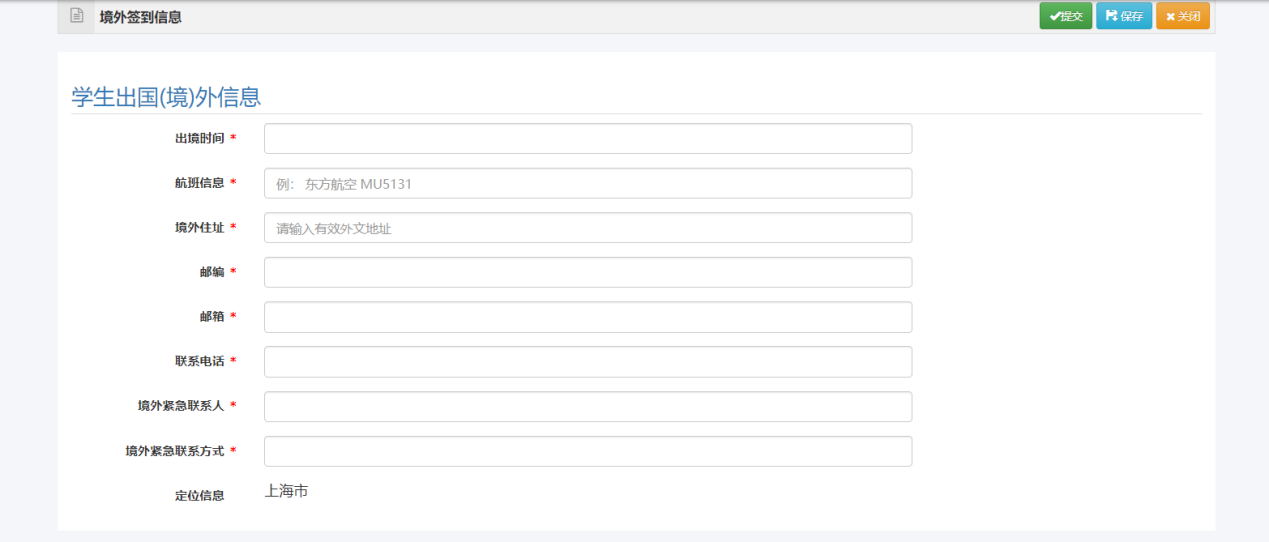 境外签到信息 提交 保存 关闭
学生出国(境)外信息
出境时间 *
航班信息 * 例： 东方航空 MU5131
境外住址 * 请输入有效外文地址
邮编 *
邮箱 *
联系电话 *
境外紧急联系人 *
境外紧急联系方式 *
定位信息 上海市